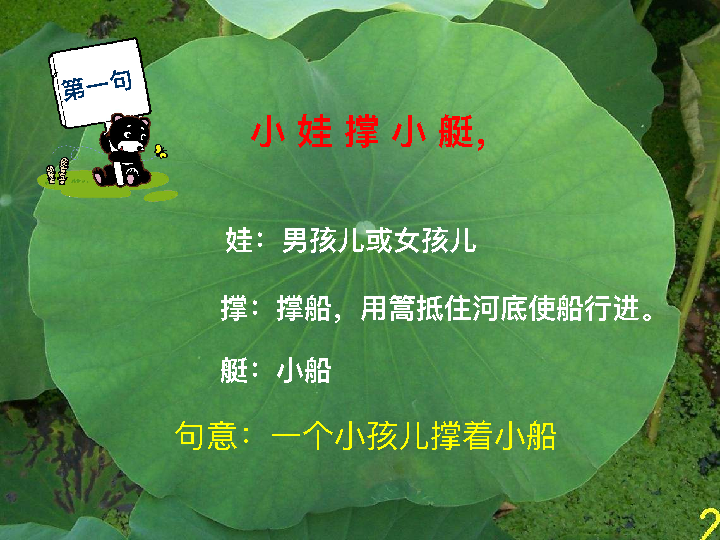 第一句
小 娃 撑 小 艇，
娃：男孩儿或女孩儿
撑：撑船，用篙抵住河底使船行进。
艇：小船
句意：一个小孩儿撑着小船
2